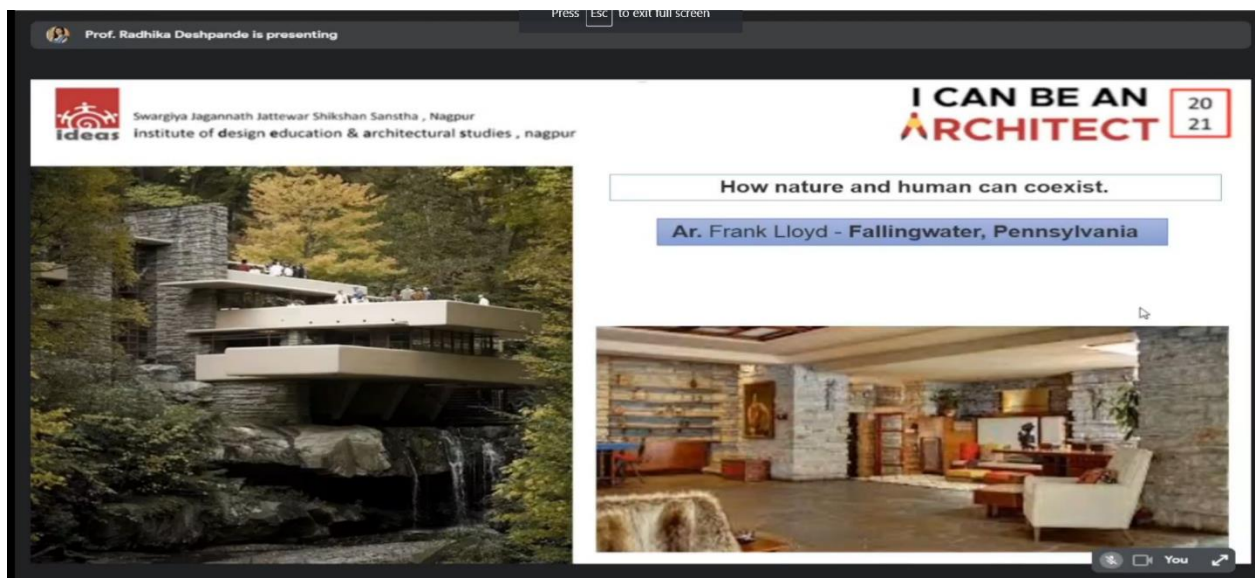 Press Esc to exit full screen
Prof. Radhika Deshpande is presenting
ideas
Swargiya Jagannath Jattewar Shikshan Sanstha , Nagpur
institute of design education & architectural studies , nagpur
I CAN BE AN
ARCHITECT
20
21
How nature and human can coexist.
Ar. Frank Lloyd - Fallingwater, Pennsylvania
You